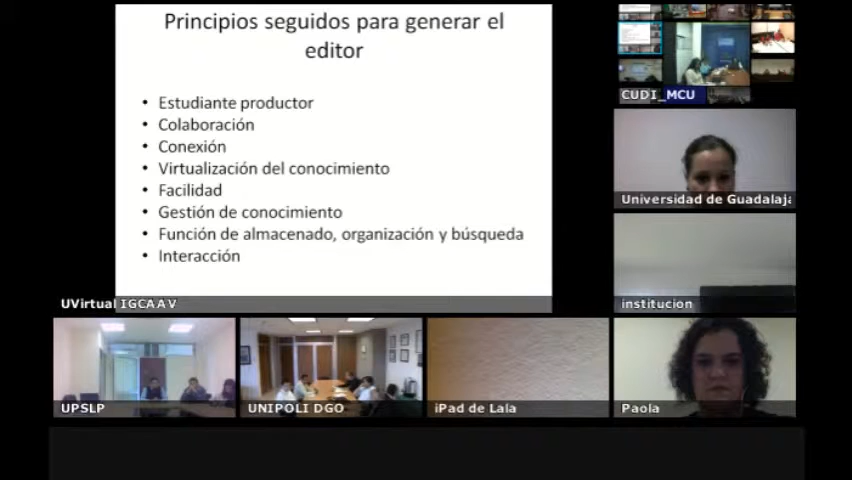 Principios seguidos para generar el
editor
• Estudiante productor
• Colaboración
• Conexión
• Virtualización del conocimiento
• Facilidad
• Gestión de conocimiento
• Función de almacenado, organización y búsqueda
• Interacción
UVirtual IGCAAV
CUDI_MCU
Universidad de Guadalaja
institucion
UPSLP
UNIPOLI DGO
iPad de Lala
Paola